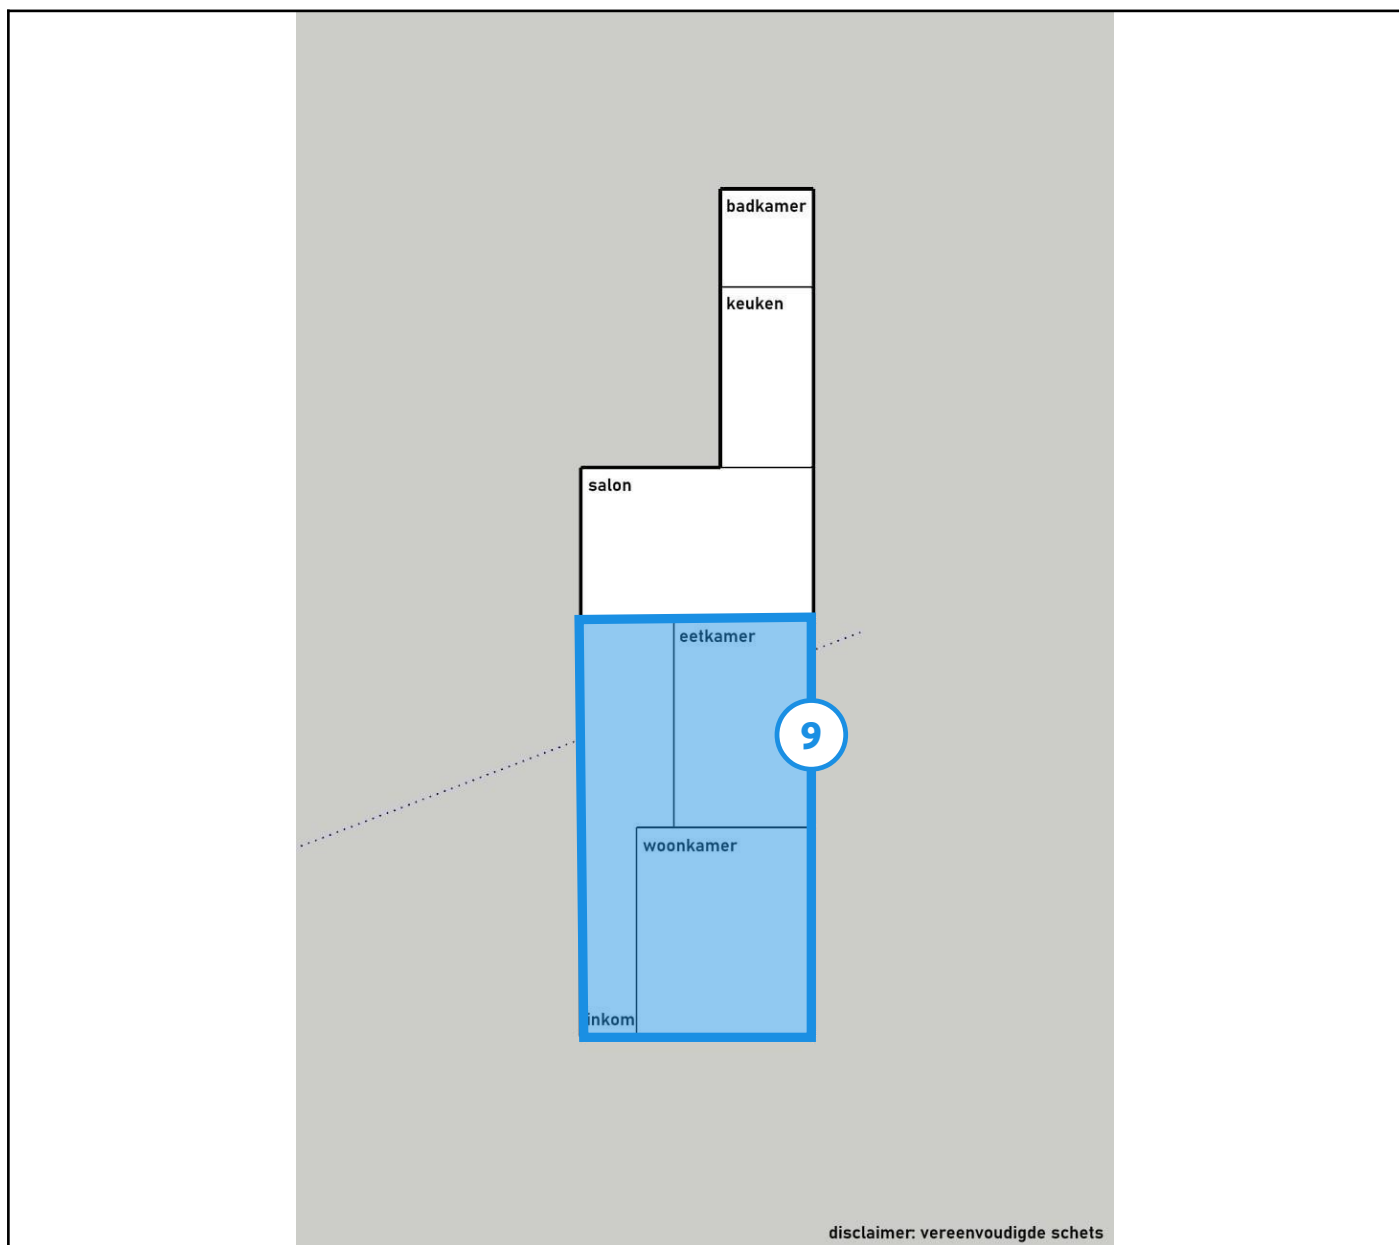 badkamer
keuken
salon
eetkamer
9
woonkamer
inkom
disclaimer: vereenvoudigde schets